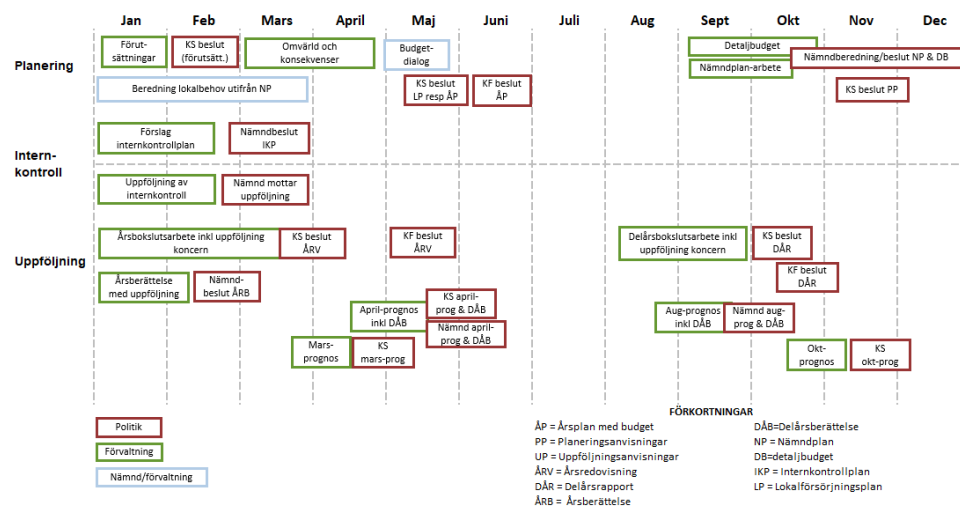 Jan Feb Mars April Maj Juni Juli Aug Sept Okt Nov Dec
Planering
Förut-
sättningar
KS beslut
(förutsätt.)
Omvärld och
konsekvenser
Budget-
dialog
Detaljbudget
Nämndplan-arbete
Nämndberedning/beslut NP & DB
Beredning lokalbehov utifrån NP
KS beslut
LP resp ÅP
KF beslut
ÅP
KS beslut PP
Intern-
kontroll
Förslag
internkontrollplan
Nämndbeslut
IKP
Uppföljning av
internkontroll
Nämnd mottar
uppföljning
Uppföljning
Årsbokslutsarbete inkl uppföljning
koncern
KS beslut
ÅRV
KF beslut
ÅRV
Delårsbokslutsarbete inkl
uppföljning koncern
KS beslut
DÅR
KF beslut
DÅR
Årsberättelse
med uppföljning
Nämnd-
beslut ÅRB
April-prognos
inkl DÅB
KS april-
prog & DÅB
Nämnd april-
prog & DÅB
Aug-prognos
inkl DÅB
Nämnd aug-
prog & DÅB
Mars-
prognos
KS
mars-prog
Okt-
prognos
KS
okt-prog
Politik
Förvaltning
Nämnd/förvaltning
FÖRKORTNINGAR
ÅP = Årsplan med budget
PP = Planeringsanvisningar
UP = Uppföljningsanvisningar
ÅRV = Årsredovisning
DÅR = Delårsrapport
ÅRB = Årsberättelse
DÅB=Delårsberättelse
NP = Nämndplan
DB=detaljbudget
IKP = Internkontrollplan
LP = Lokalförsörjningsplan